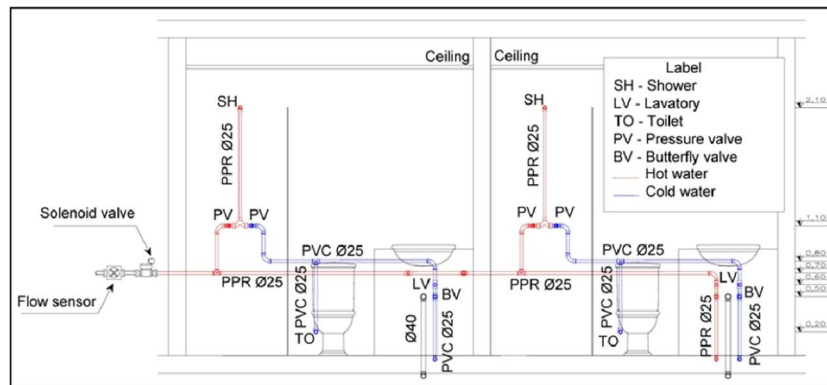 Ceiling
Ceiling
Label
SH - Shower
LV - Lavatory
TO - Toilet
PV - Pressure valve
BV - Butterfly valve
Hot water
Cold water
SH
SH
PPR Ø25
PPR Ø25
2,10
Solenoid valve
PV
PV
PV
PV
1,10
PVC Ø25
PVC Ø25
0,80
0,70
0,60
0,50
PPR Ø25
LV
PPR Ø25
LV
Flow sensor
PVC Ø25
BV
PVC Ø25
PPR Ø25
BV
Ø40
PVC Ø25
PVC Ø25
TO
TO
0,20